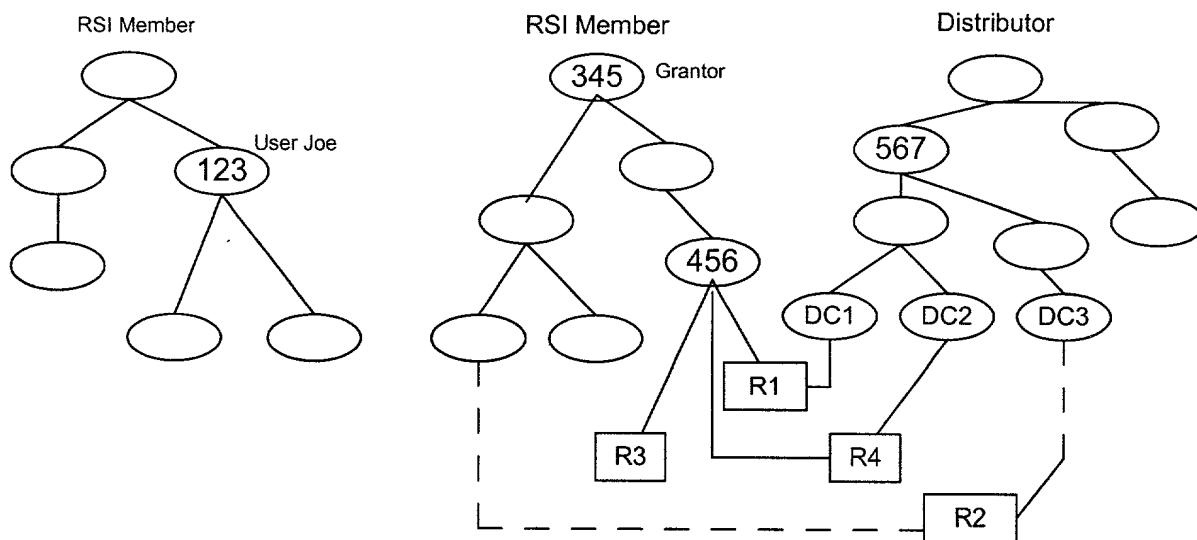 RSI Member
RSI Member
Distributor
345
Grantor
User Joe
123
567
456
DC1
DC2
DC3
R1
R3
R4
R2